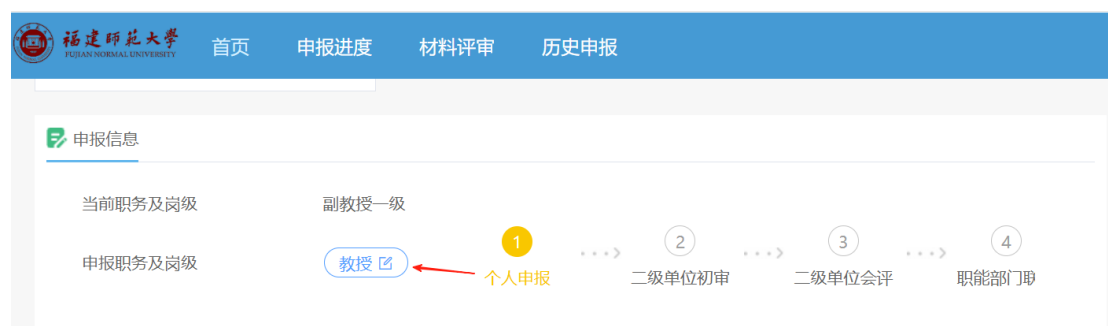 福建师范大学 首页 申报进度 材料评审 历史申报
FUJIAN NORMAL UNIVERSITY
申报信息
当前职务及岗级 副教授一级
1 2 3 4
申报职务及岗级 教授
个人申报 二级单位初审 二级单位会评 职能部门联